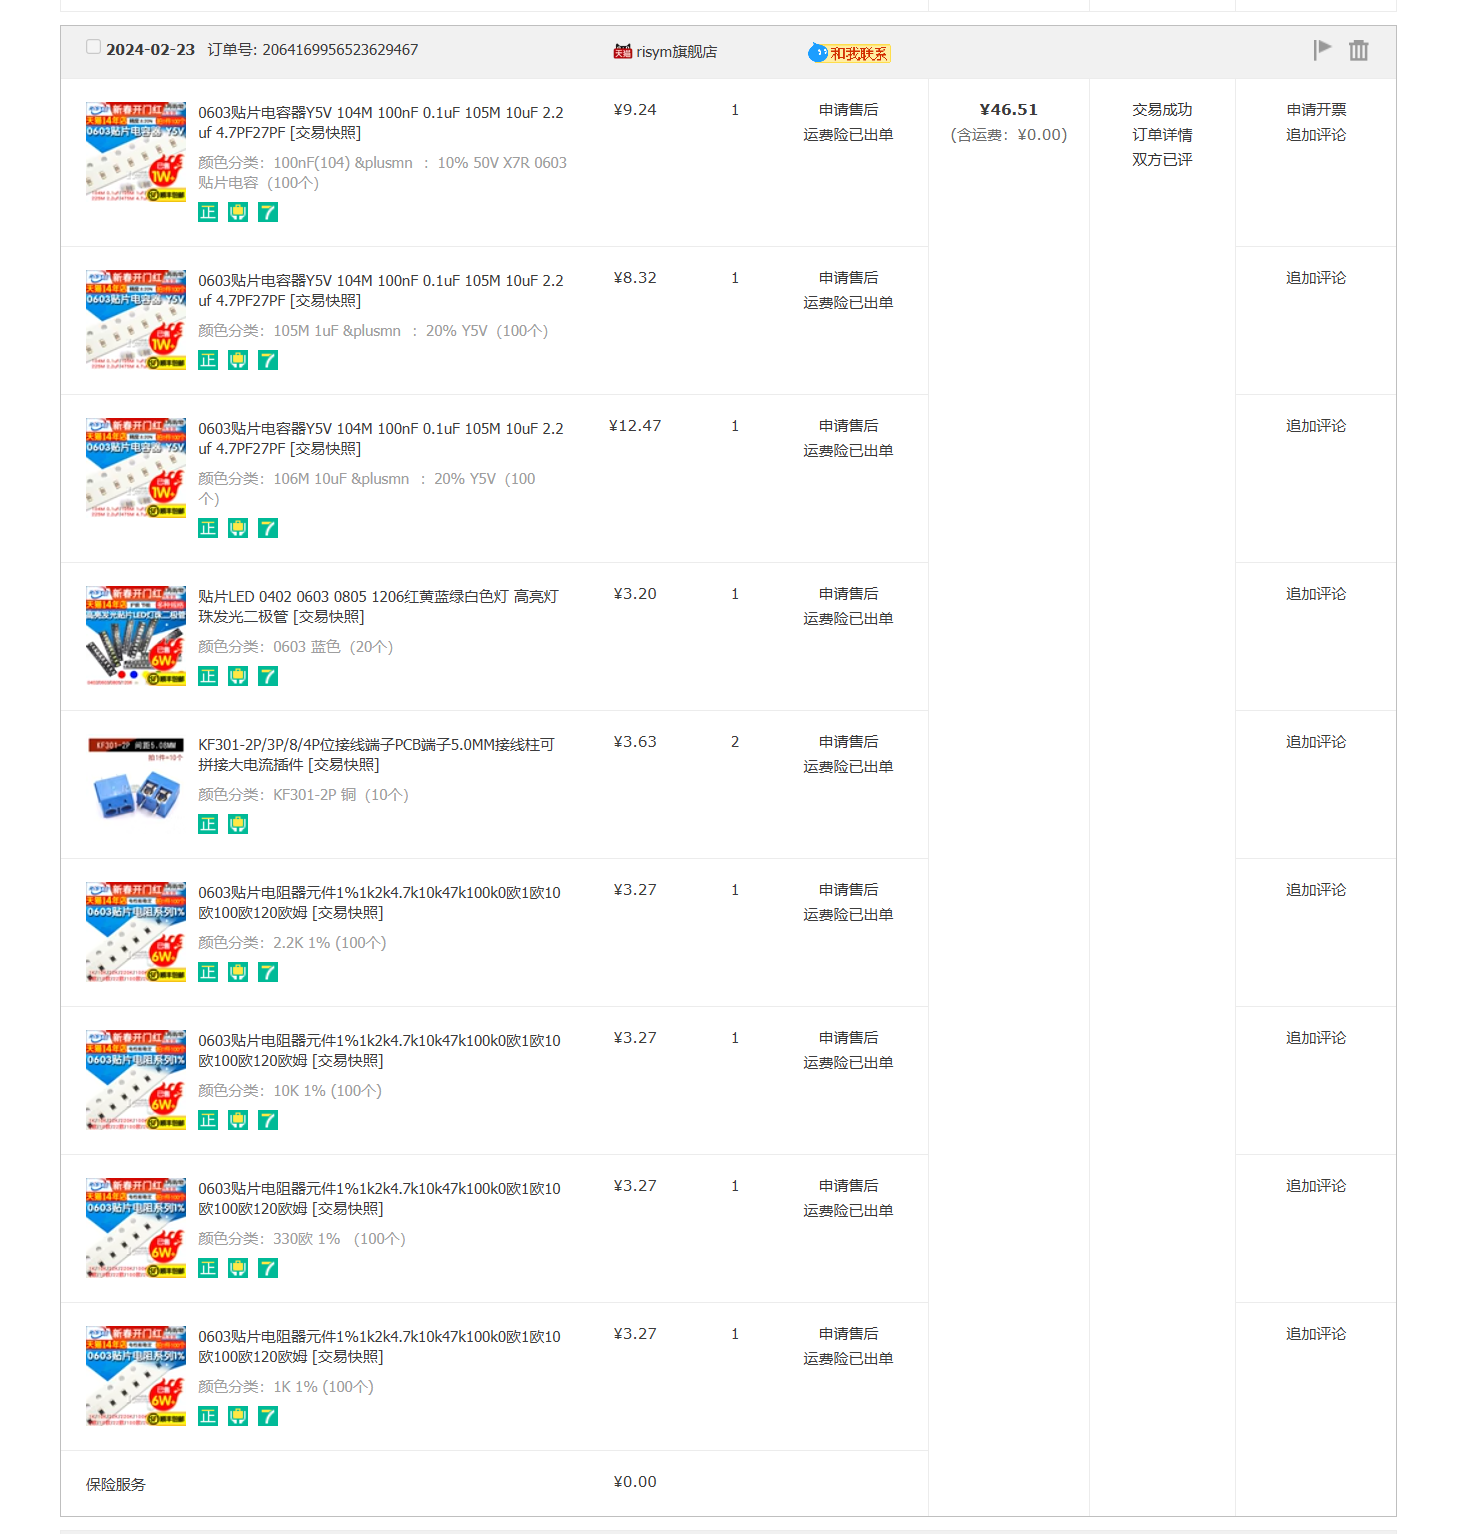 2024-02-23 订单号: 2064169956523629467 risym旗舰店 和我联系
0603贴片电容器Y5V 104M 100nF 0.1uF 105M 10uF 2.2
uf 4.7PF27PF [交易快照]
颜色分类：100nF(104) &plusmn ：10% 50V X7R 0603
贴片电容（100个）
正 7
¥9.24
1
申请售后
运费险已出单
¥46.51
(含运费：¥0.00)
交易成功
订单详情
双方已评
申请开票
追加评论
0603贴片电容器Y5V 104M 100nF 0.1uF 105M 10uF 2.2
uf 4.7PF27PF [交易快照]
颜色分类：105M 1uF &plusmn ：20% Y5V（100个）
正 7
¥8.32
1
申请售后
运费险已出单
追加评论
0603贴片电容器Y5V 104M 100nF 0.1uF 105M 10uF 2.2
uf 4.7PF27PF [交易快照]
颜色分类：106M 10uF &plusmn ：20% Y5V（100
个）
正 7
¥12.47
1
申请售后
运费险已出单
追加评论
贴片LED 0402 0603 0805 1206红黄蓝绿白色灯 高亮灯
珠发光二极管 [交易快照]
颜色分类：0603 蓝色（20个）
正 7
¥3.20
1
申请售后
运费险已出单
追加评论
KF301-2P 间距5.08MM
KF301-2P/3P/8/4P位接线端子PCB端子5.0MM接线柱可
拼接大电流插件 [交易快照]
颜色分类：KF301-2P 铜（10个）
正
¥3.63
2
申请售后
运费险已出单
追加评论
0603贴片电阻器元件1%1k2k4.7k10k47k100k0欧1欧10
欧100欧120欧姆 [交易快照]
颜色分类：2.2K 1% (100个)
正 7
¥3.27
1
申请售后
运费险已出单
追加评论
0603贴片电阻器元件1%1k2k4.7k10k47k100k0欧1欧10
欧100欧120欧姆 [交易快照]
颜色分类：10K 1% (100个)
正 7
¥3.27
1
申请售后
运费险已出单
追加评论
0603贴片电阻器元件1%1k2k4.7k10k47k100k0欧1欧10
欧100欧120欧姆 [交易快照]
颜色分类：330欧 1% （100个）
正 7
¥3.27
1
申请售后
运费险已出单
追加评论
0603贴片电阻器元件1%1k2k4.7k10k47k100k0欧1欧10
欧100欧120欧姆 [交易快照]
颜色分类：1K 1% (100个)
正 7
¥3.27
1
申请售后
运费险已出单
追加评论
保险服务
¥0.00